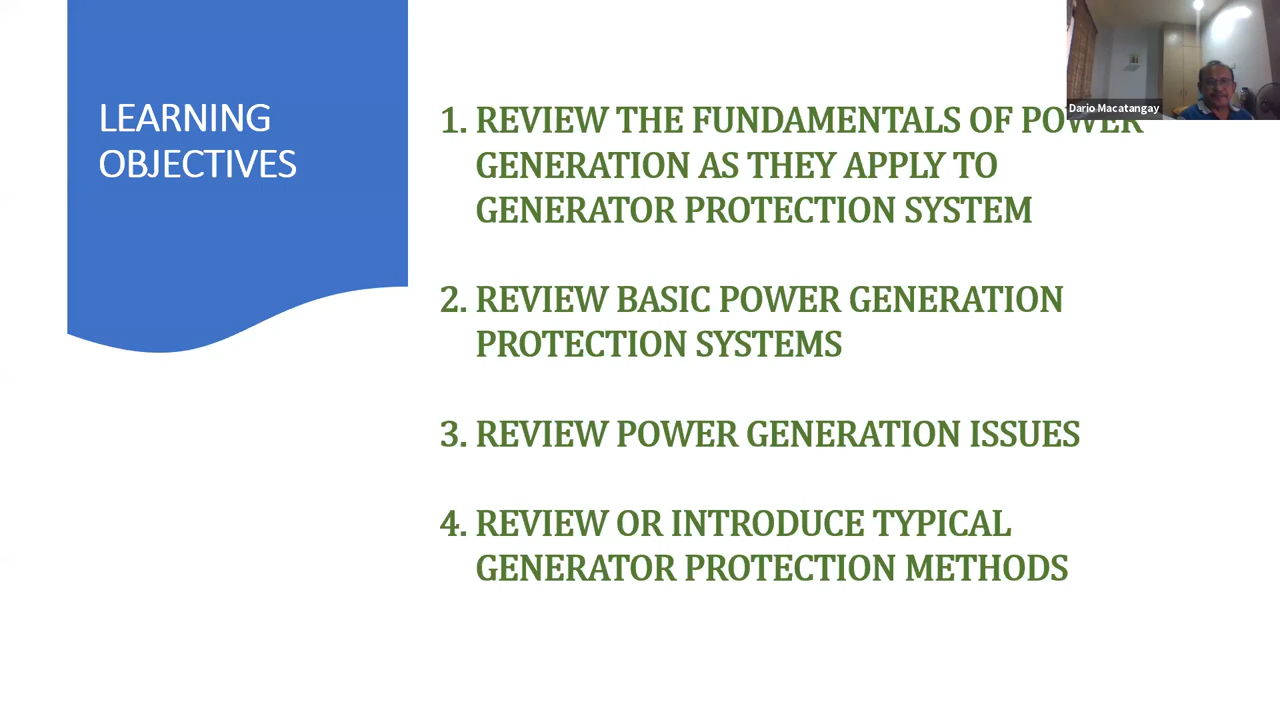 LEARNING
OBJECTIVES
Dario Macatangay
1. REVIEW THE FUNDAMENTALS OF POWER
GENERATION AS THEY APPLY TO
GENERATOR PROTECTION SYSTEM
2. REVIEW BASIC POWER GENERATION
PROTECTION SYSTEMS
3. REVIEW POWER GENERATION ISSUES
4. REVIEW OR INTRODUCE TYPICAL
GENERATOR PROTECTION METHODS